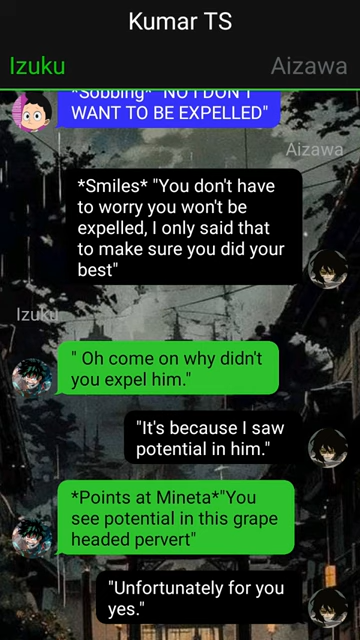 Kumar TS
Izuku
Aizawa
*Sobbing* "NO I DON'T
WANT TO BE EXPELLED"
Aizawa
*Smiles* "You don't have
to worry you won't be
expelled, I only said that
to make sure you did your
best"
Izuku
" Oh come on why didn't
you expel him."
"It's because I saw
potential in him."
*Points at Mineta*"You
see potential in this grape
headed pervert"
"Unfortunately for you
yes."